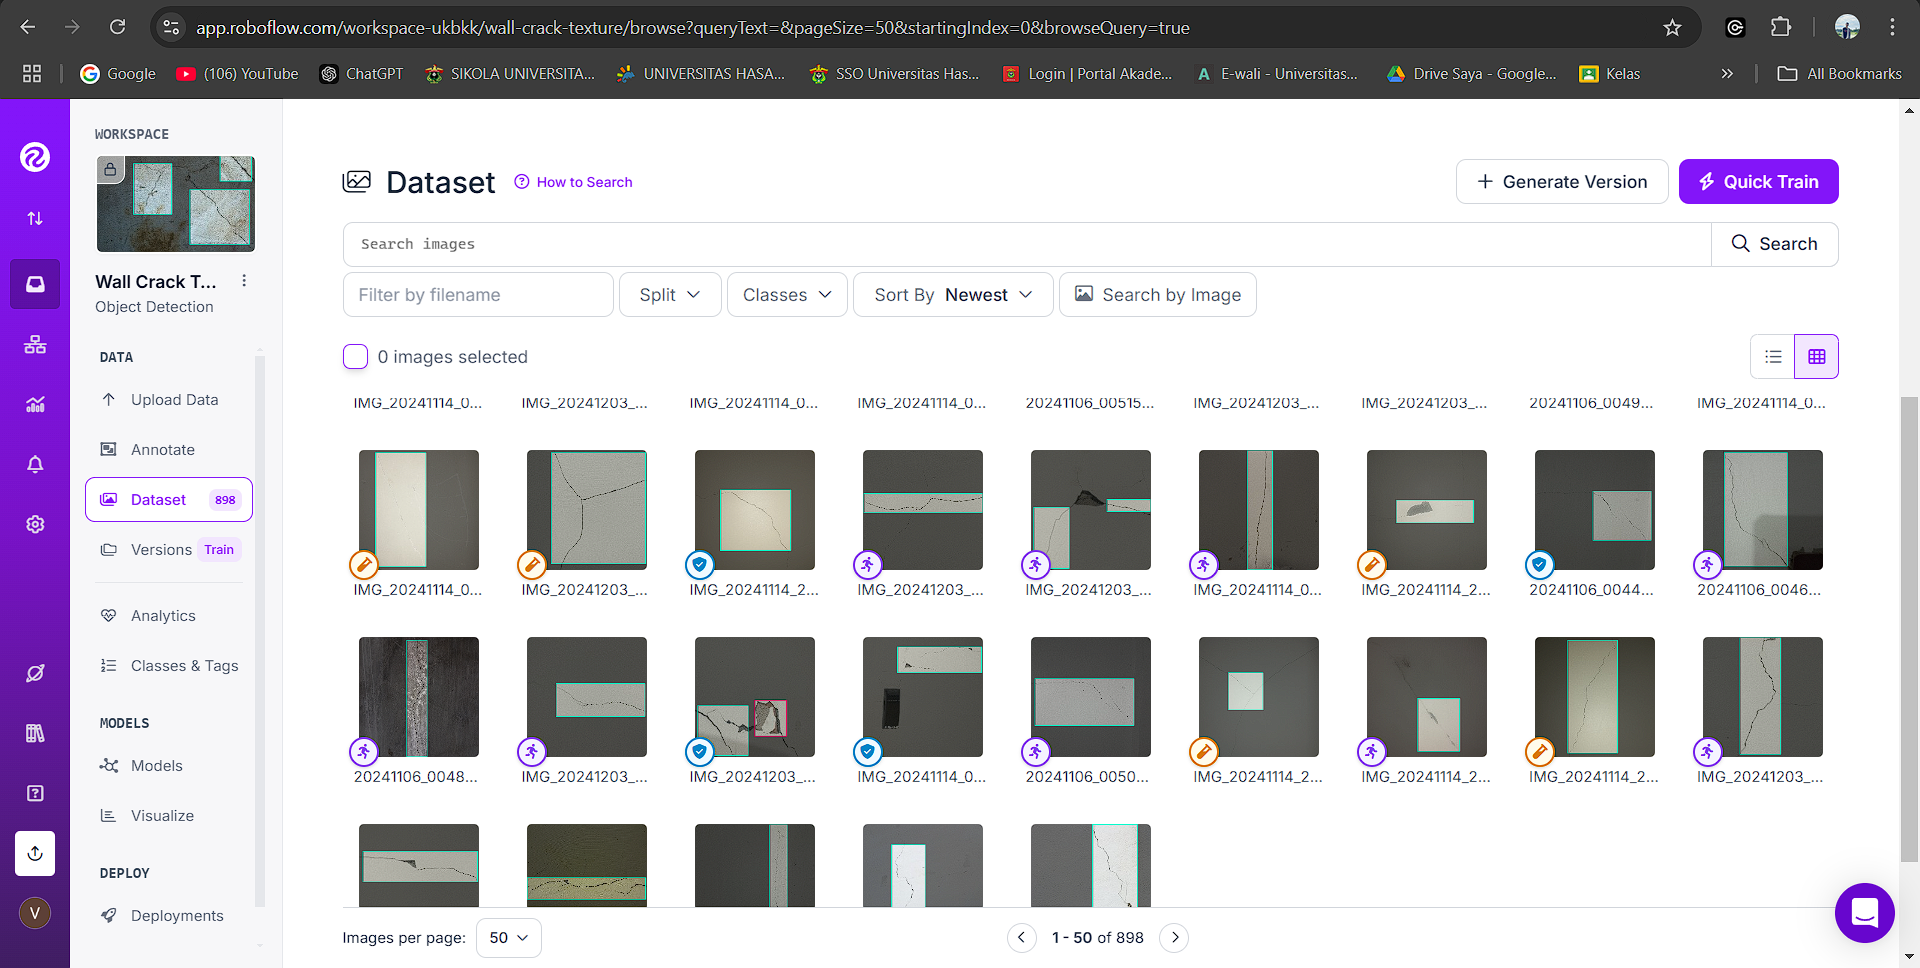 app.roboflow.com/workspace-ukbkk/wall-crack-texture/browse?queryText=&pageSize=50&startingIndex=0&browseQuery=true
Google
(106) YouTube
ChatGPT
SIKOLA UNIVERSITA...
UNIVERSITAS HASA...
SSO Universitas Has...
Login | Portal Akade...
E-wali - Universitas...
Drive Saya - Google...
Kelas
All Bookmarks
WORKSPACE
Wall Crack T...
Object Detection
DATA
Upload Data
Annotate
Dataset 898
Versions Train
Analytics
Classes & Tags
MODELS
Models
Visualize
DEPLOY
Deployments
V
Dataset
How to Search
Generate Version
Quick Train
Search images
Search
Filter by filename
Split
Classes
Sort By Newest
Search by Image
0 images selected
IMG_20241114_0... IMG_20241203_... IMG_20241114_0... IMG_20241114_0... 20241106_00515... IMG_20241203_... IMG_20241203_... 20241106_0049... IMG_20241114_0...
IMG_20241114_0... IMG_20241203_... IMG_20241114_2... IMG_20241203_... IMG_20241203_... IMG_20241114_0... IMG_20241114_2... 20241106_0044... 20241106_0046...
20241106_0048... IMG_20241203_... IMG_20241203_... IMG_20241114_0... 20241106_0050... IMG_20241114_2... IMG_20241114_2... IMG_20241114_2... IMG_20241203_...
Images per page: 50
1 - 50 of 898